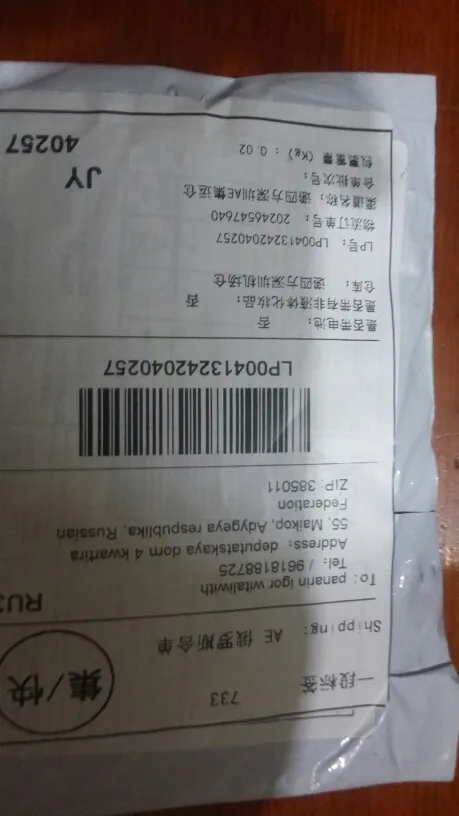 一段标签 733 集/快
Shipping: AE 俄罗斯合单
To: panarin igor witaliwith
Tel: / 9618188725
Address: deputatskaya dom 4 kwartira
55, Maikop, Adygeya respublika, Russian
Federation
ZIP: 385011
LP00413242040257
是否带电池: 否
是否带有非液体化妆品: 否
仓库: 递四方深圳机场仓
LP号: LP00413242040257
物流订单号: 20246547640
渠道名称: 递四方深圳AE集运仓
合单批次号:
包裹重量 (Kg) : 0.02
JY
40257